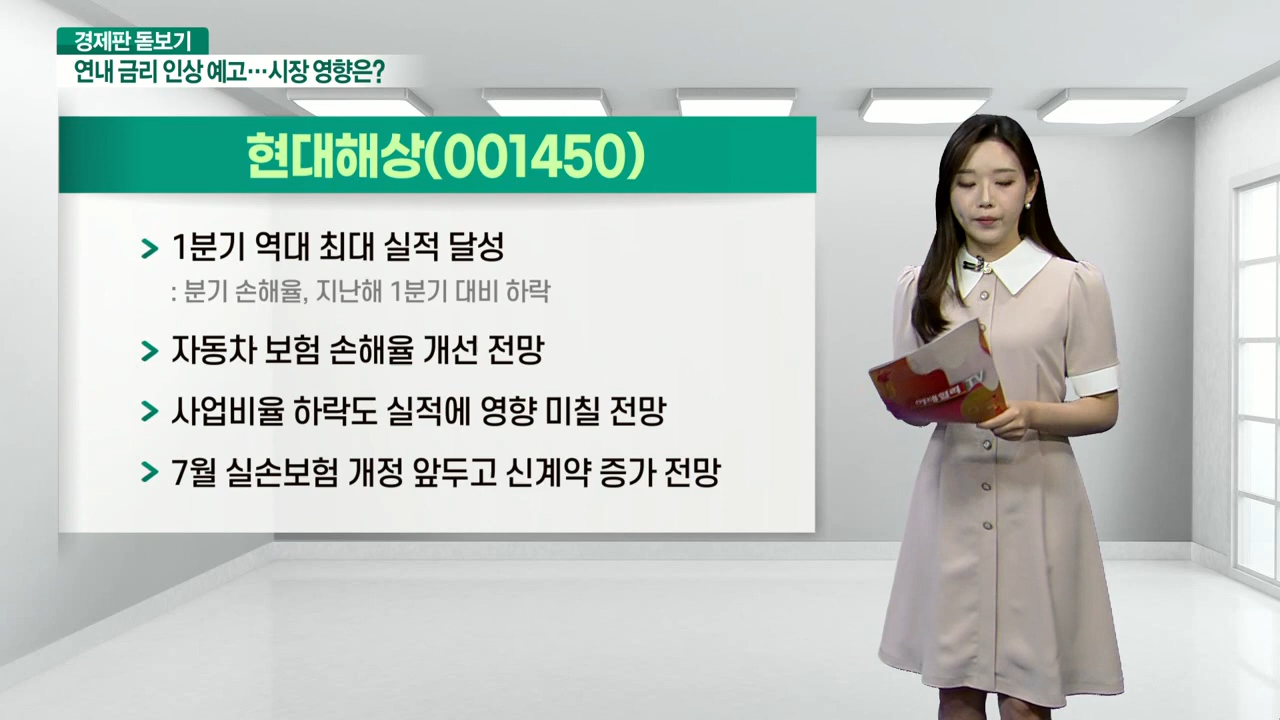 경제판 돋보기
연내 금리 인상 예고…시장 영향은?
현대해상(001450)
> 1분기 역대 최대 실적 달성
: 분기 손해율, 지난해 1분기 대비 하락
> 자동차 보험 손해율 개선 전망
> 사업비율 하락도 실적에 영향 미칠 전망
> 7월 실손보험 개정 앞두고 신계약 증가 전망